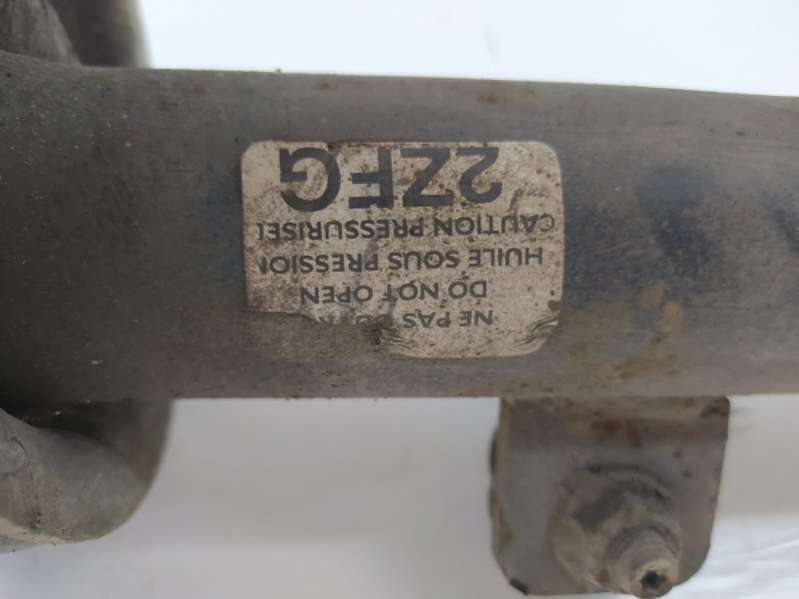 NE PAS
DO NOT OPEN
HUILE SOUS PRESSION
CAUTION PRESSURISE
2ZFG